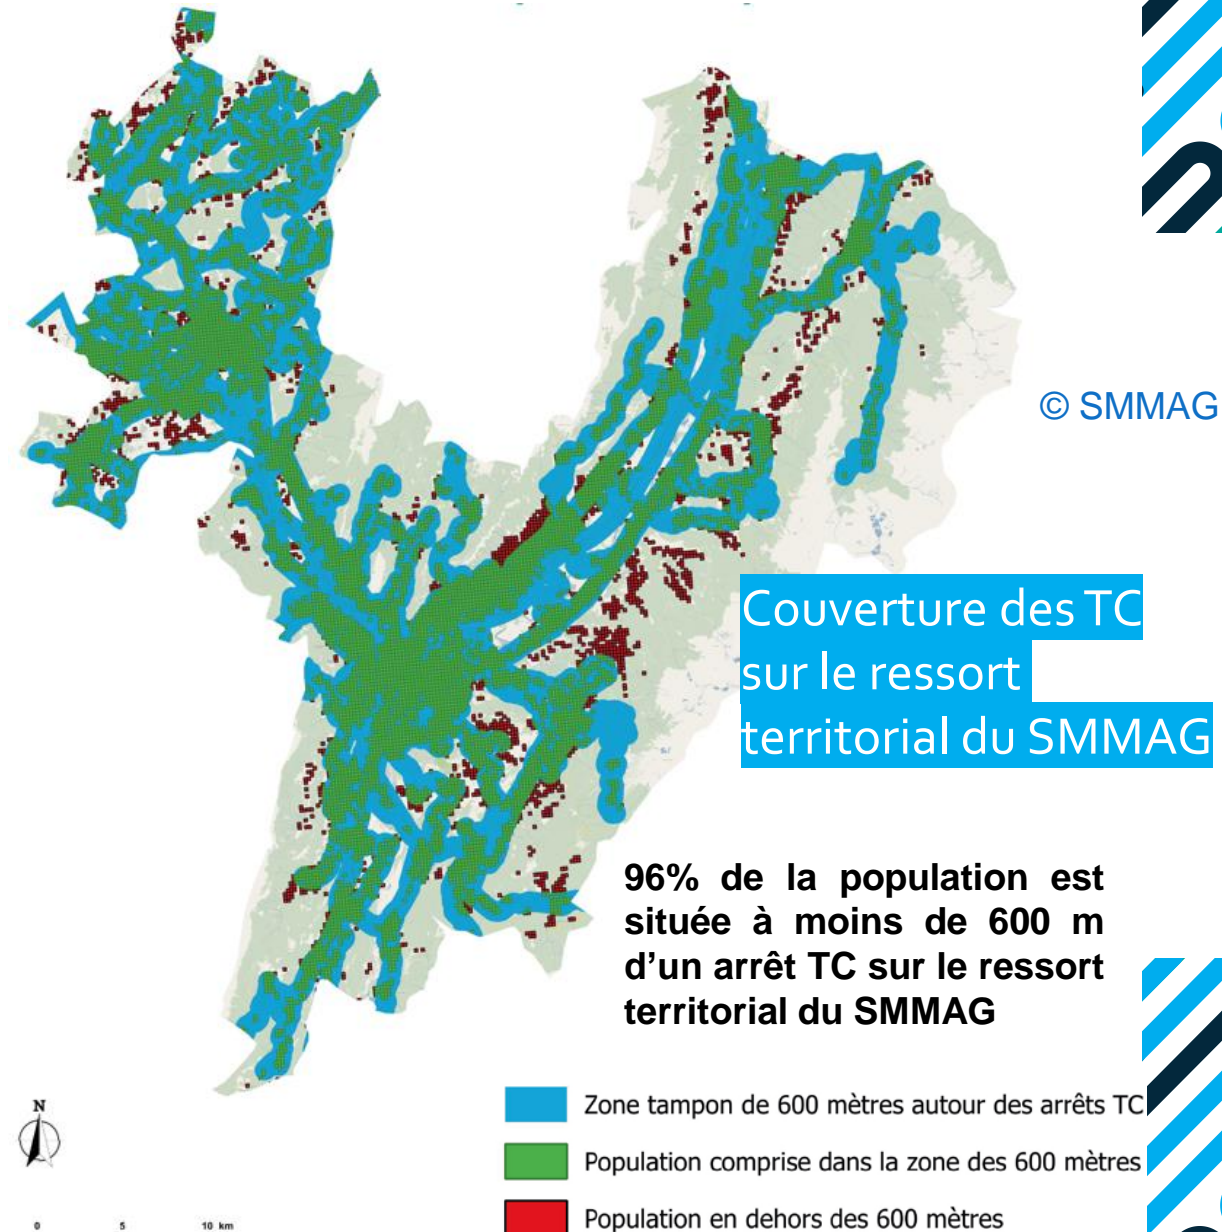 © SMMAG
Couverture des TC
sur le ressort
territorial du SMMAG
96% de la population est
située à moins de 600 m
d’un arrêt TC sur le ressort
territorial du SMMAG
Zone tampon de 600 mètres autour des arrêts TC
Population comprise dans la zone des 600 mètres
Population en dehors des 600 mètres
N
0 5 10 km